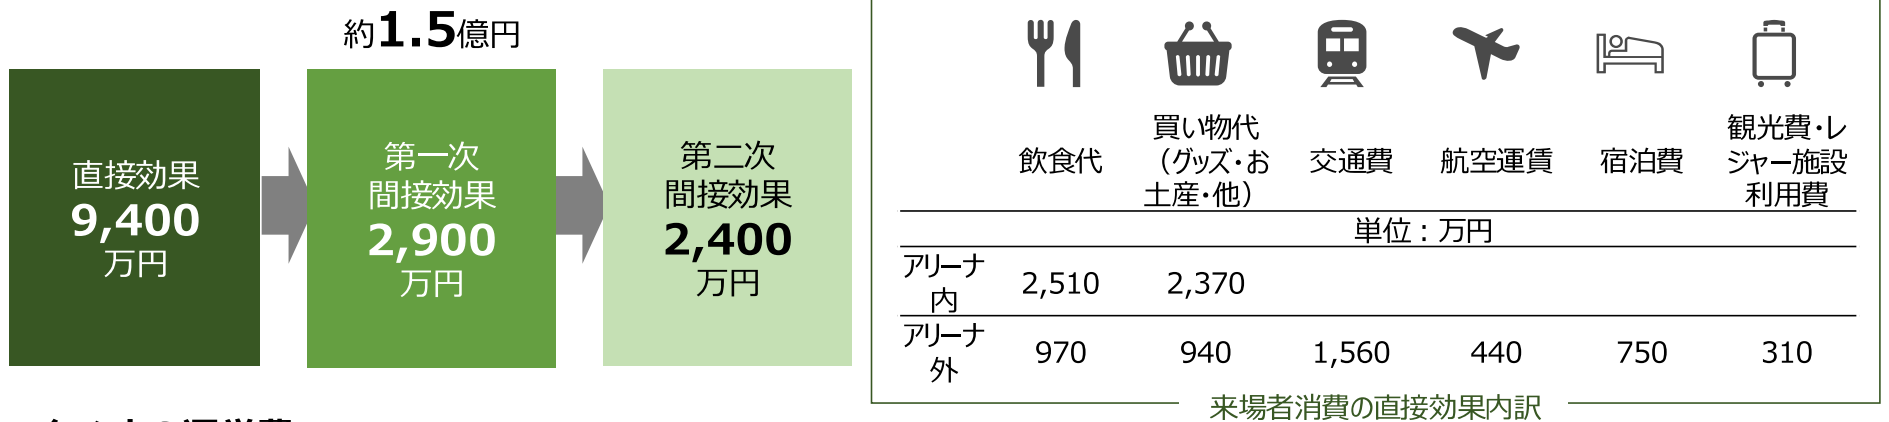 約1.5億円
直接効果
9,400
万円
第一次
間接効果
2,900
万円
第二次
間接効果
2,400
万円
飲食代
買い物代
（グッズ・お
土産・他）
交通費
航空運賃
宿泊費
観光費・レ
ジャー施設
利用費
単位：万円
アリーナ
内
2,510
2,370
アリーナ
外
970
940
1,560
440
750
310
来場者消費の直接効果内訳